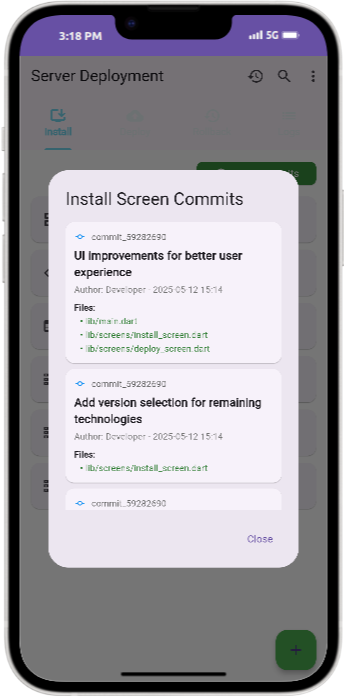 3:18 PM
5G
Server Deployment
Install
Install Screen Commits
commit_59282690
UI Improvements for better user
experience
Author: Developer - 2025-05-12 15:14
Files:
• lib/main.dart
• lib/screens/install_screen.dart
• lib/screens/deploy_screen.dart
commit_59282690
Add version selection for remaining
technologies
Author: Developer - 2025-05-12 15:14
Files:
• lib/screens/install_screen.dart
commit_59282690
Close